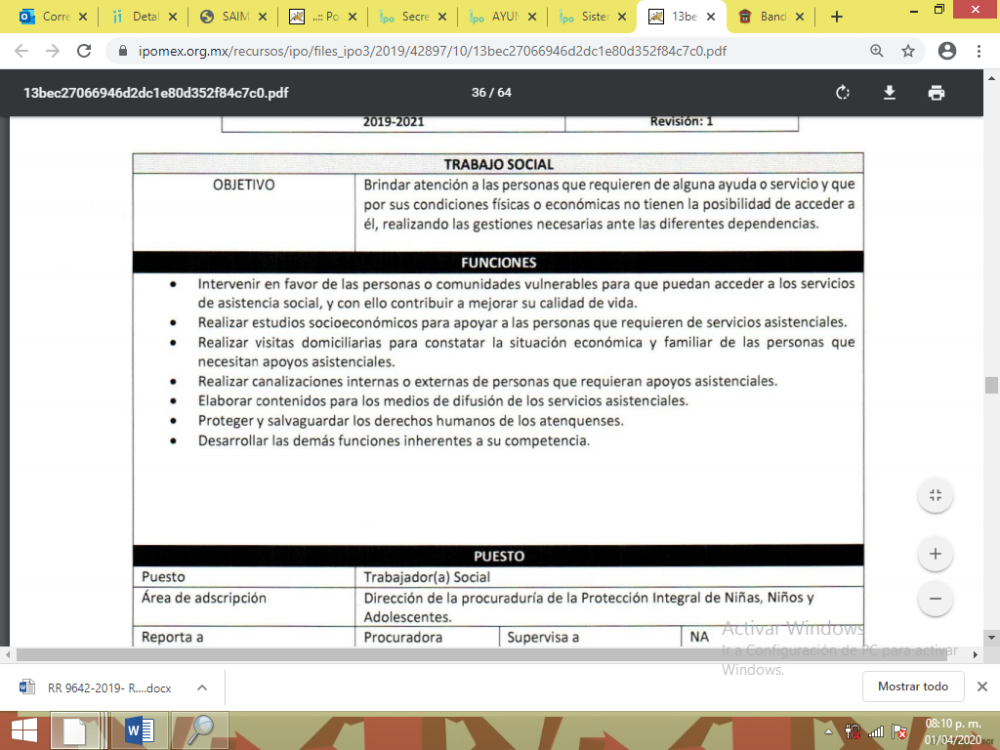 Corre
Detal
SAIM
..:: Po
Secre
AYUN
Sister
13be
Band
ipomex.org.mx/recursos/ipo/files_ipo3/2019/42897/10/13bec27066946d2dc1e80d352f84c7c0.pdf
13bec27066946d2dc1e80d352f84c7c0.pdf
36 / 64
2019-2021
Revisión: 1
TRABAJO SOCIAL
OBJETIVO
Brindar atención a las personas que requieren de alguna ayuda o servicio y que
por sus condiciones físicas o económicas no tienen la posibilidad de acceder a
él, realizando las gestiones necesarias ante las diferentes dependencias.
FUNCIONES
• Intervenir en favor de las personas o comunidades vulnerables para que puedan acceder a los servicios
de asistencia social, y con ello contribuir a mejorar su calidad de vida.
• Realizar estudios socioeconómicos para apoyar a las personas que requieren de servicios asistenciales.
• Realizar visitas domiciliarias para constatar la situación económica y familiar de las personas que
necesitan apoyos asistenciales.
• Realizar canalizaciones internas o externas de personas que requieran apoyos asistenciales.
• Elaborar contenidos para los medios de difusión de los servicios asistenciales.
• Proteger y salvaguardar los derechos humanos de los atenquenses.
• Desarrollar las demás funciones inherentes a su competencia.
PUESTO
Puesto
Trabajador(a) Social
Área de adscripción
Dirección de la procuraduría de la Protección Integral de Niñas, Niños y
Adolescentes.
Reporta a
Procuradora
Supervisa a
NA
Activar Windows
Ir a Configuración de PC para activar
Windows.
RR 9642-2019- R....docx
Mostrar todo
08:10 p. m.
01/04/2020